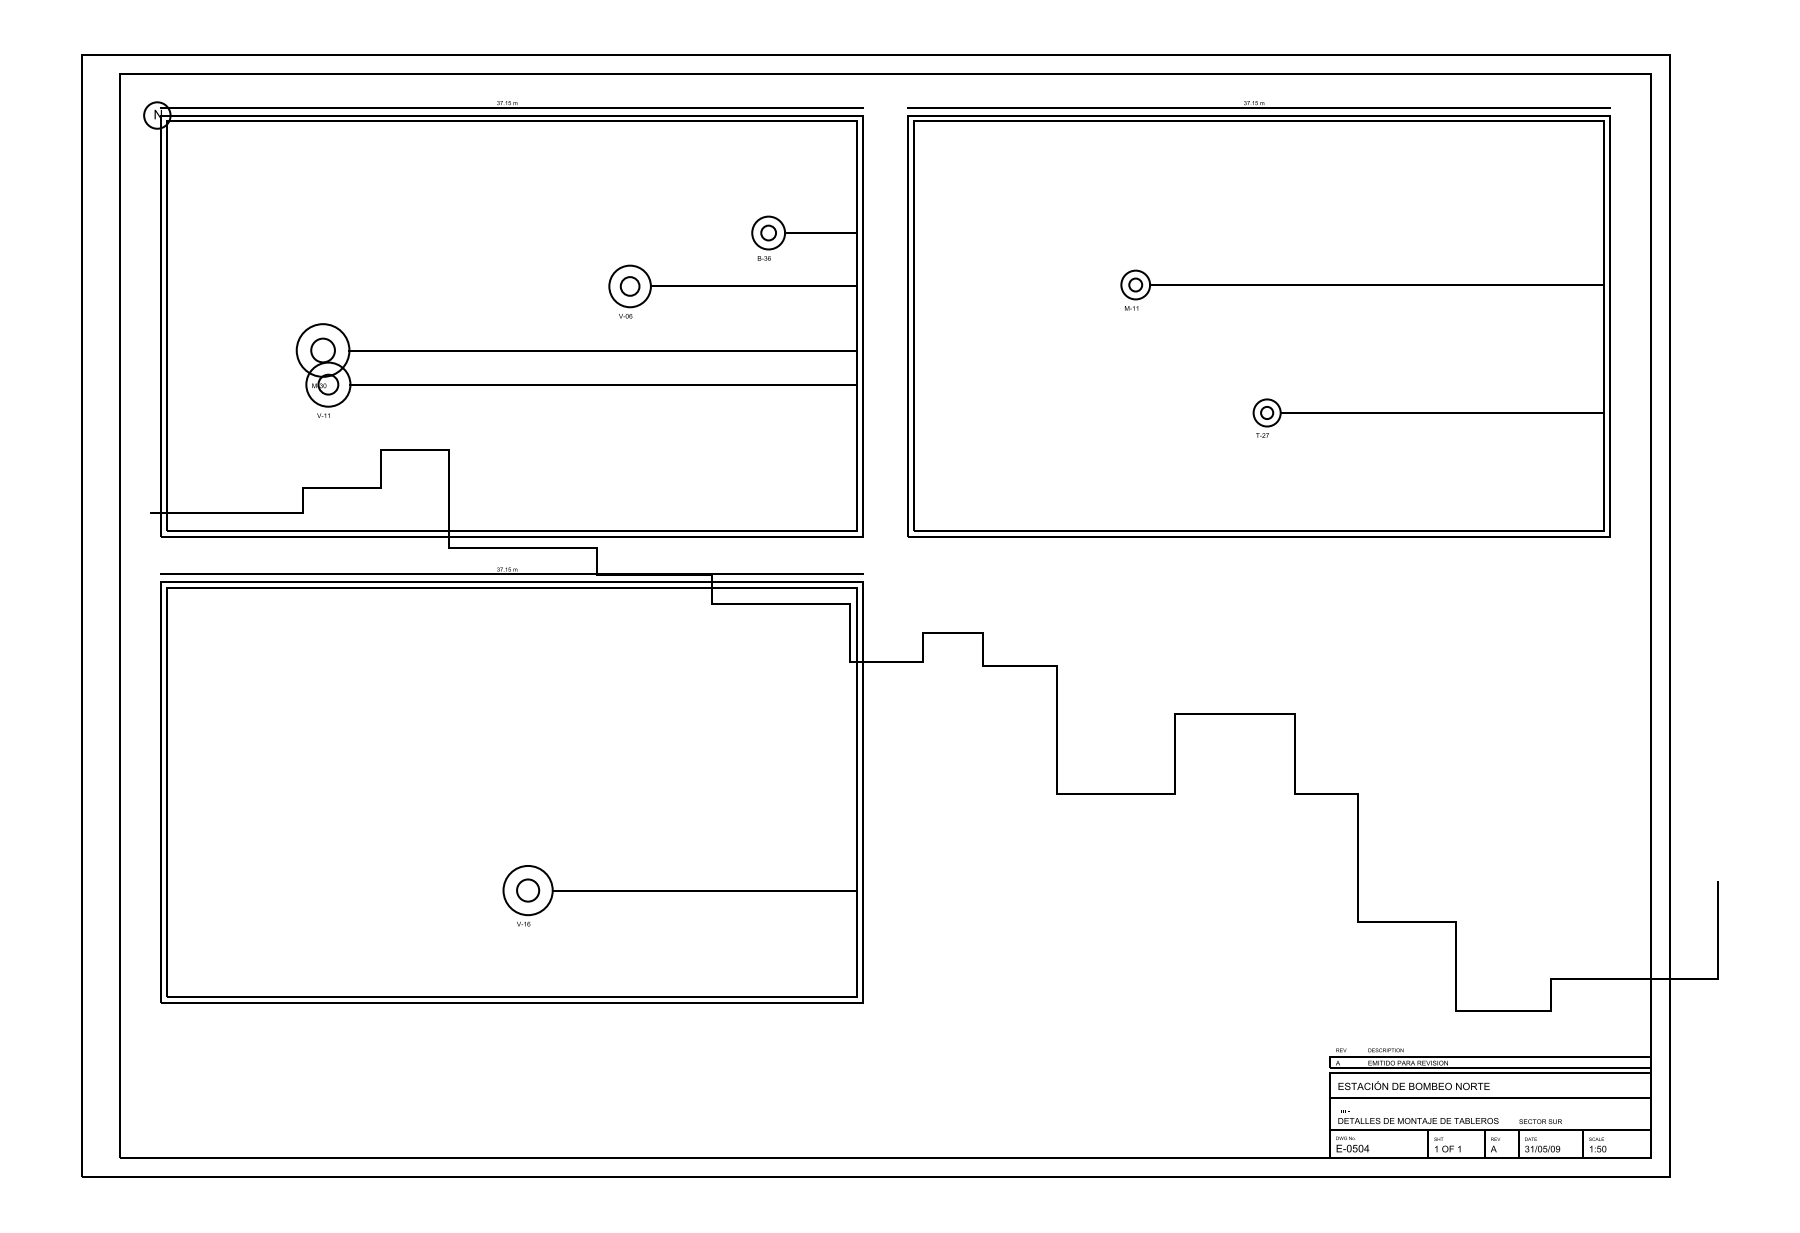 37.15 m
37.15 m
N
B-36
V-06
M-11
M-30
V-11
T-27
37.15 m
V-16
REV DESCRIPTION
A EMITIDO PARA REVISION
ESTACIÓN DE BOMBEO NORTE
DETALLES DE MONTAJE DE TABLEROS SECTOR SUR
DWG No. SHT REV DATE SCALE
E-0504 1 OF 1 A 31/05/09 1:50